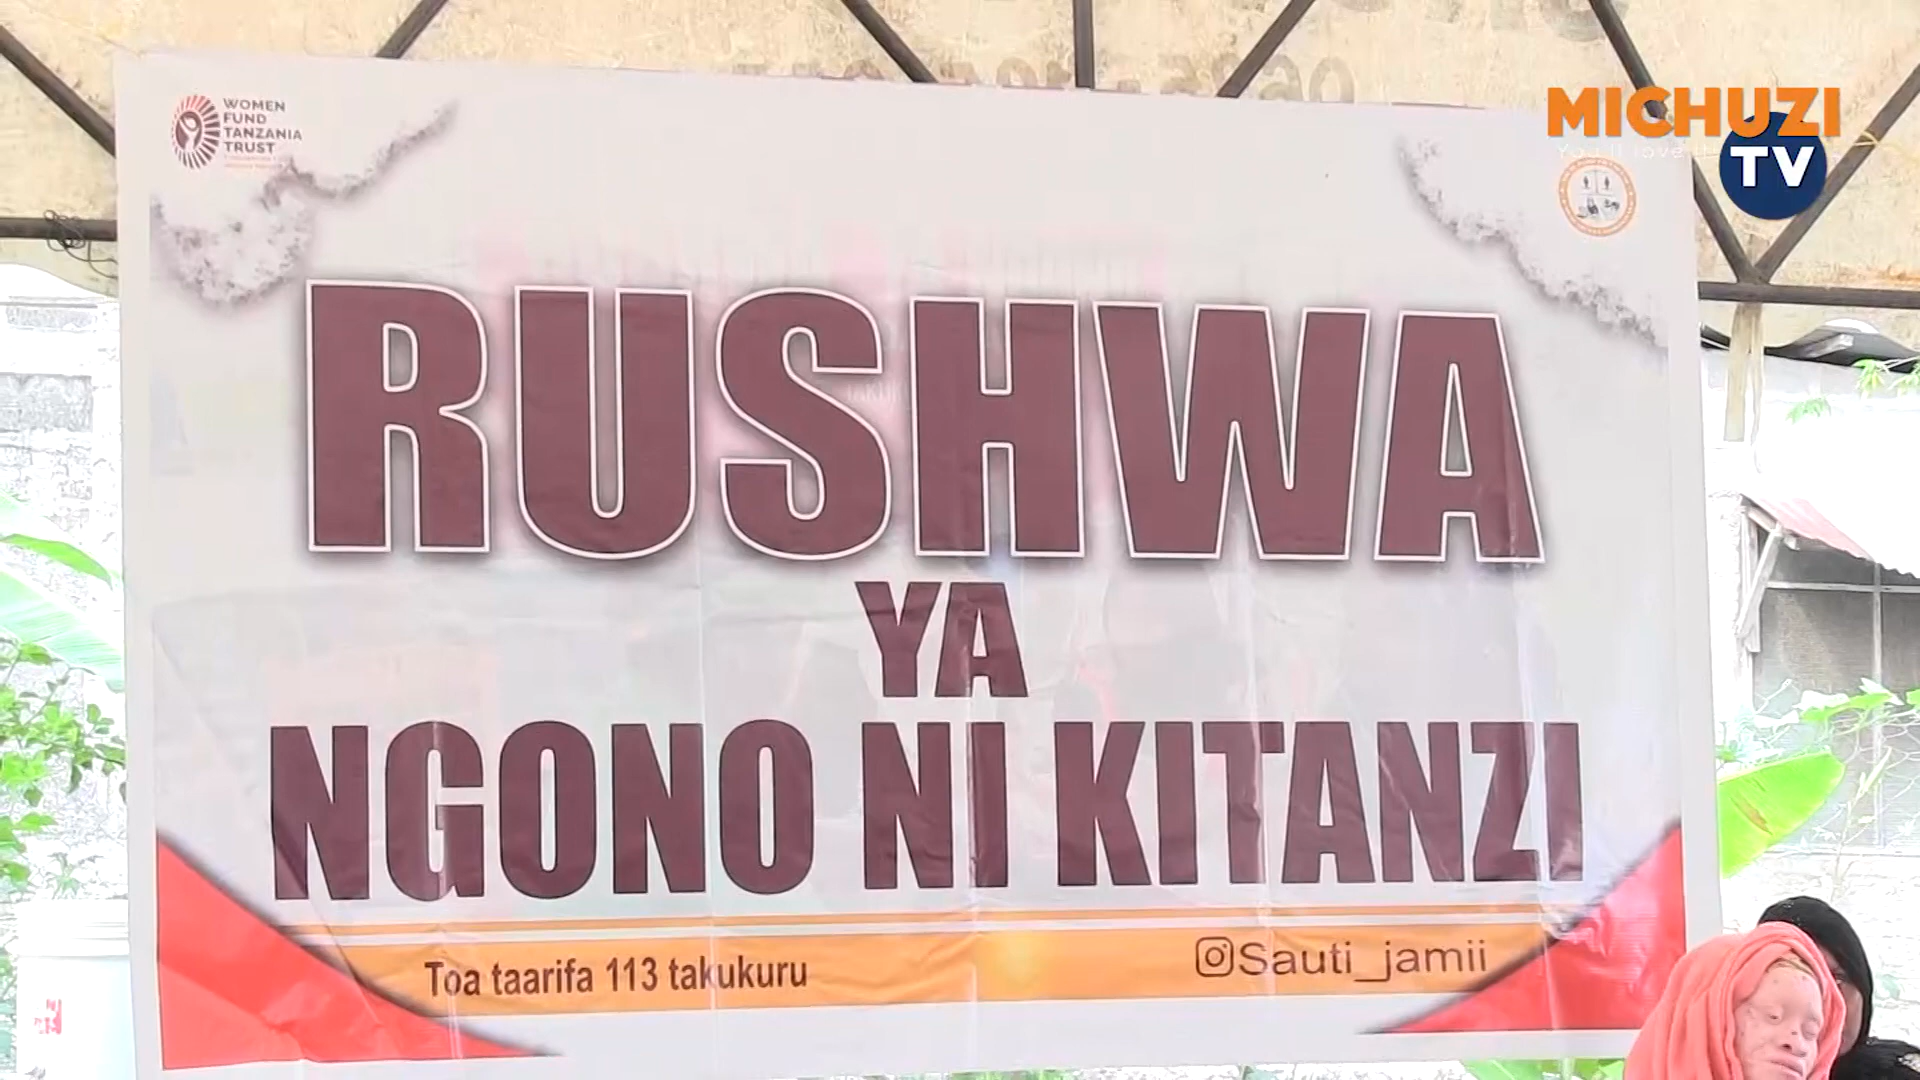 WOMEN
FUND
TANZANIA
TRUST
MICHUZI
TV
RUSHWA
YA
NGONO NI KITANZI
Toa taarifa 113 takukuru
Sauti_jamii